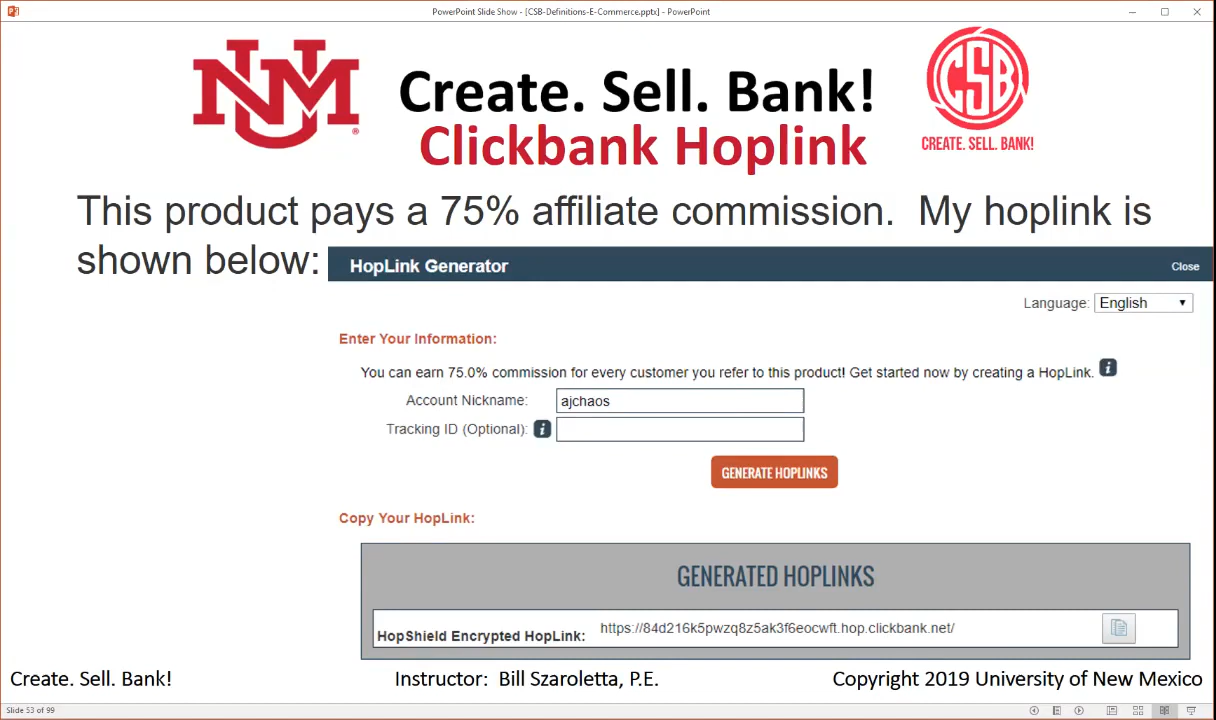 PowerPoint Slide Show - [CSB-Definitions-E-Commerce.pptx] - PowerPoint
UNM®
Create. Sell. Bank!
Clickbank Hoplink
CSB
CREATE. SELL. BANK!
This product pays a 75% affiliate commission.  My hoplink is
shown below:
HopLink Generator
Close
Language: English
Enter Your Information:
You can earn 75.0% commission for every customer you refer to this product! Get started now by creating a HopLink.
Account Nickname: ajchaos
Tracking ID (Optional):
GENERATE HOPLINKS
Copy Your HopLink:
GENERATED HOPLINKS
HopShield Encrypted HopLink: https://84d216k5pwzq8z5ak3f6eocwft.hop.clickbank.net/
Create. Sell. Bank!
Instructor:  Bill Szaroletta, P.E.
Copyright 2019 University of New Mexico
Slide 53 of 99